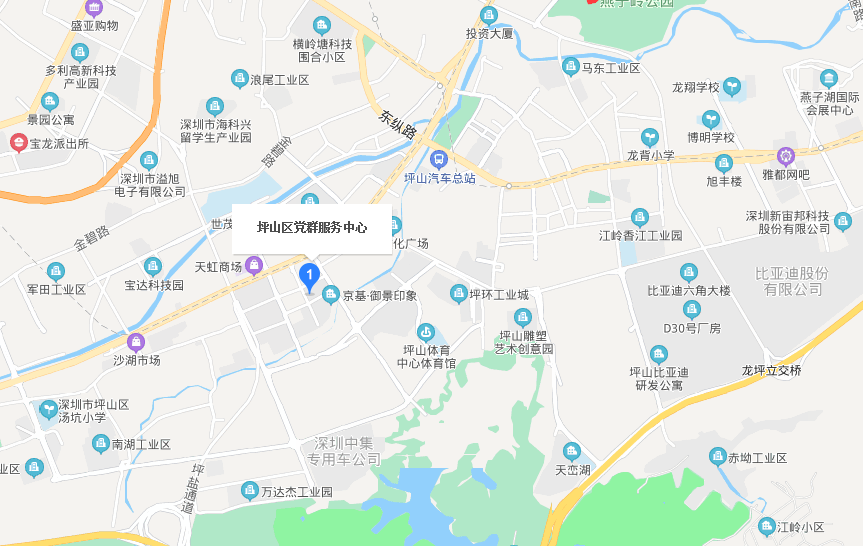 燕子岭公园
南路
盛亚购物
横岭塘科技
围合小区
投资大厦
多利高新科技
产业园
浪尾工业区
马东工业区
龙翔学校
燕子湖国际
会展中心
景园公寓
深圳市海科兴
留学生产业园
东纵路
博明学校
宝龙派出所
金碧路
龙背小学
深圳市溢旭
电子有限公司
坪山汽车总站
旭丰楼
雅都网吧
世茂
坪山区党群服务中心
化广场
江岭香江工业园
深圳新宙邦科技
股份有限公司
金碧路
天虹商场
1
军田工业区
宝达科技园
京基·御景印象
坪环工业城
比亚迪六角大楼
比亚迪股份
有限公司
D30号厂房
坪山雕塑
艺术创意园
沙湖市场
坪山体育
中心体育馆
坪山比亚迪
研发公寓
龙坪立交桥
深圳市坪山区
汤坑小学
南湖工业区
深圳中集
专用车公司
业区
坪盐通道
天峦湖
赤坳工业区
万达杰工业园
江岭小区